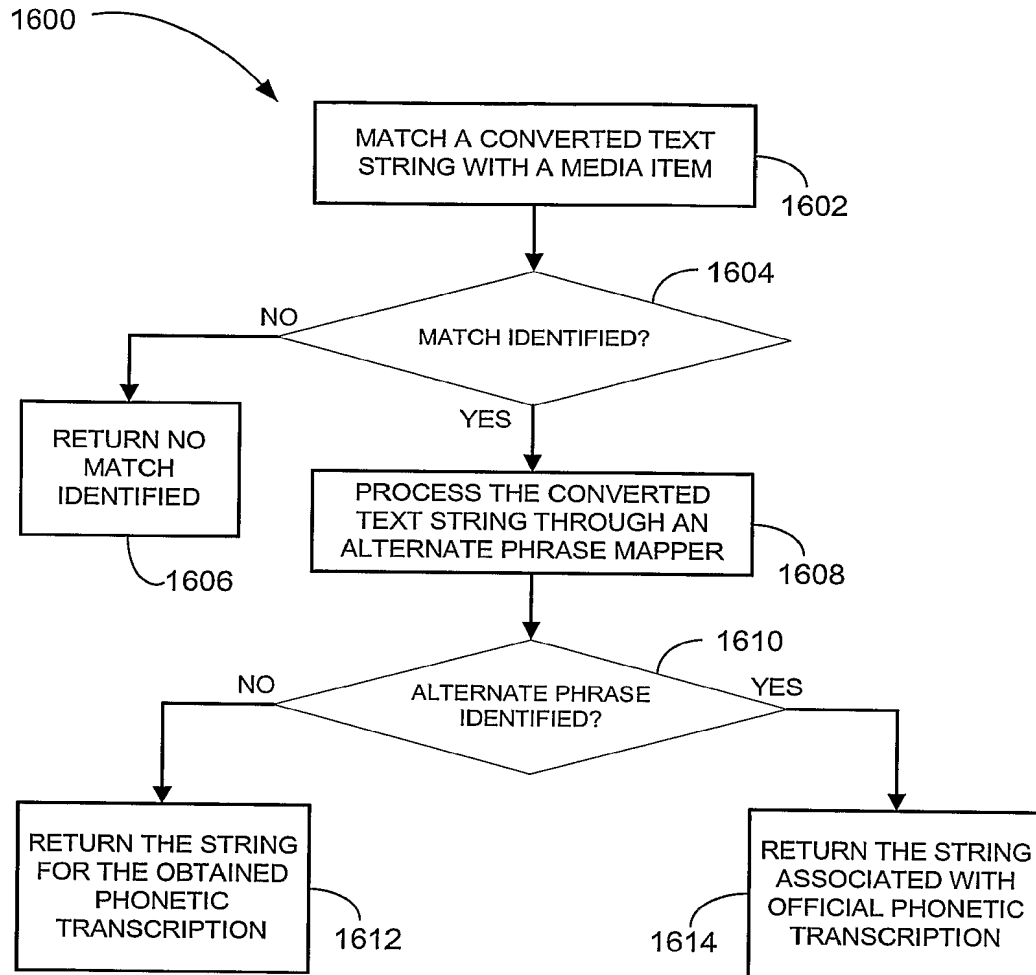 1600
MATCH A CONVERTED TEXT
STRING WITH A MEDIA ITEM
1602
1604
NO
MATCH IDENTIFIED?
YES
RETURN NO
MATCH
IDENTIFIED
1606
PROCESS THE CONVERTED
TEXT STRING THROUGH AN
ALTERNATE PHRASE MAPPER
1608
1610
NO
ALTERNATE PHRASE
IDENTIFIED?
YES
RETURN THE STRING
FOR THE OBTAINED
PHONETIC
TRANSCRIPTION
1612
RETURN THE STRING
ASSOCIATED WITH
OFFICIAL PHONETIC
TRANSCRIPTION
1614